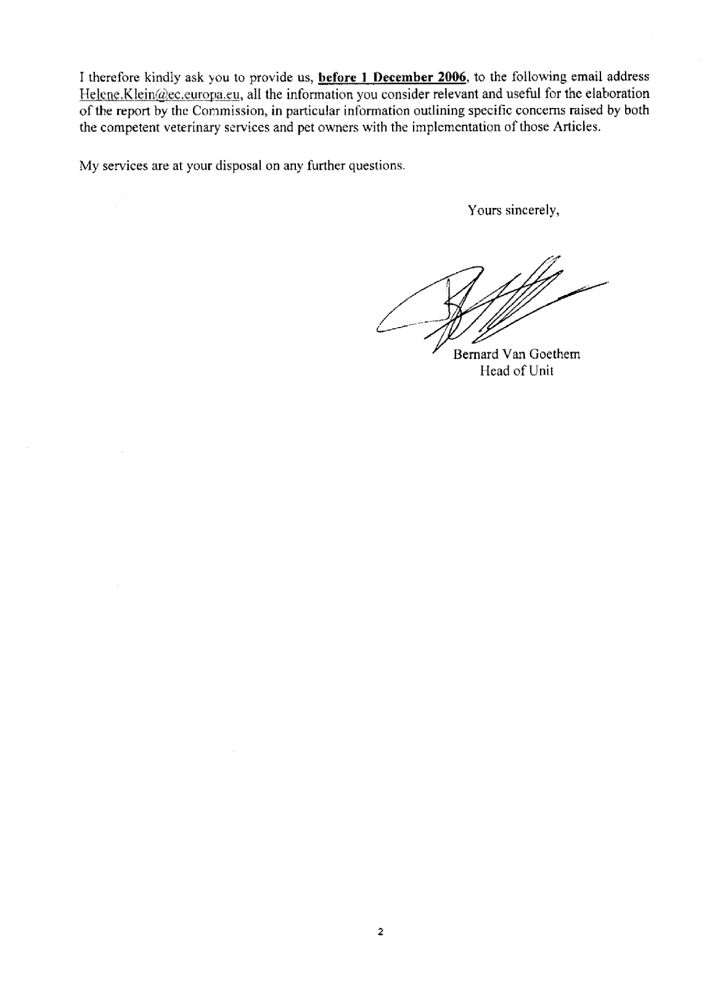 I therefore kindly ask you to provide us, before 1 December 2006, to the following email address
Helene.Klein@ec.europa.eu, all the information you consider relevant and useful for the elaboration
of the report by the Commission, in particular information outlining specific concerns raised by both
the competent veterinary services and pet owners with the implementation of those Articles.
My services are at your disposal on any further questions.
Yours sincerely,
Bernard Van Goethem
Head of Unit
2